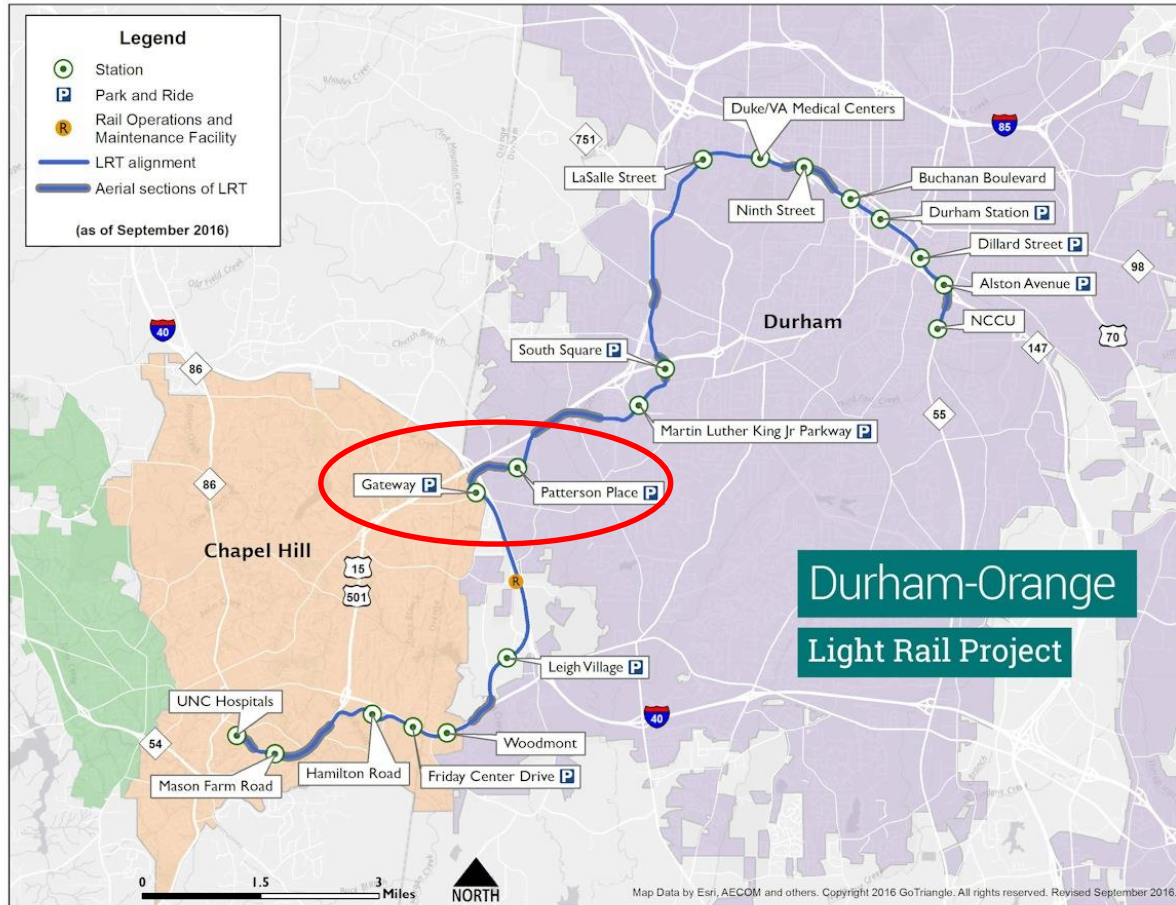 Legend
Station
P Park and Ride
R Rail Operations and
Maintenance Facility
LRT alignment
Aerial sections of LRT
(as of September 2016)
Duke/VA Medical Centers
85
751
LaSalle Street
Buchanan Boulevard
Ninth Street
Durham Station P
Dillard Street P
98
Alston Avenue P
40
Durham
NCCU
86
South Square P
147
70
Martin Luther King Jr Parkway P
55
86
Gateway P
Patterson Place P
Chapel Hill
15
501
R
Durham-Orange
Light Rail Project
Leigh Village P
UNC Hospitals
40
54
Woodmont
Hamilton Road
Friday Center Drive P
Mason Farm Road
0 1.5 3
Miles
NORTH
Map Data by Esri, AECOM and others. Copyright 2016 GoTriangle. All rights reserved. Revised September 2016.